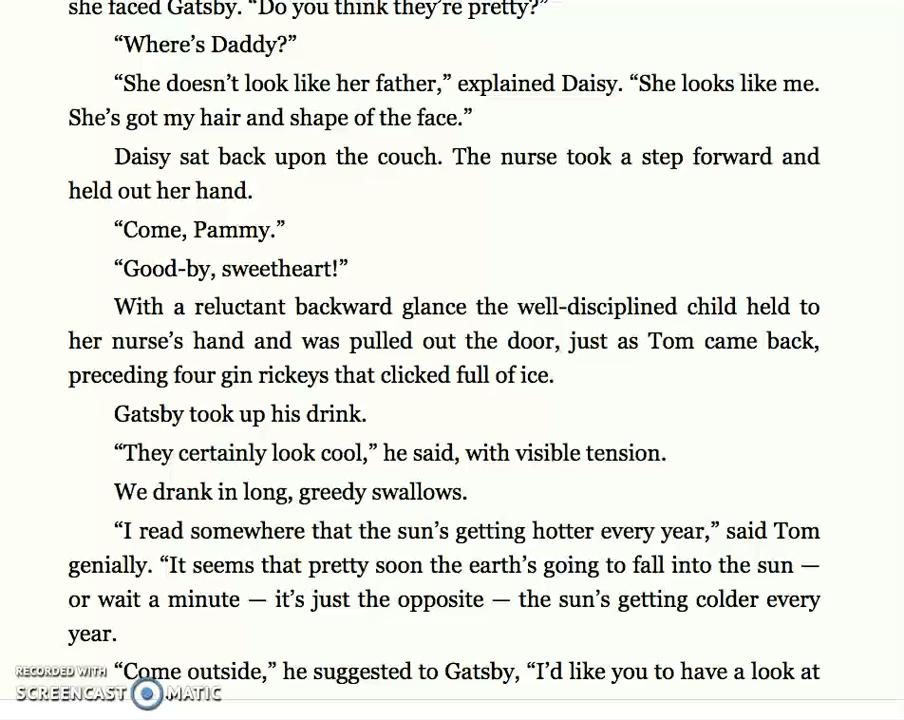 she faced Gatsby. “Do you think they’re pretty?”
“Where’s Daddy?”
“She doesn’t look like her father,” explained Daisy. “She looks like me.
She’s got my hair and shape of the face.”
Daisy sat back upon the couch. The nurse took a step forward and
held out her hand.
“Come, Pammy.”
“Good-by, sweetheart!”
With a reluctant backward glance the well-disciplined child held to
her nurse’s hand and was pulled out the door, just as Tom came back,
preceding four gin rickeys that clicked full of ice.
Gatsby took up his drink.
“They certainly look cool,” he said, with visible tension.
We drank in long, greedy swallows.
“I read somewhere that the sun’s getting hotter every year,” said Tom
genially. “It seems that pretty soon the earth’s going to fall into the sun —
or wait a minute — it’s just the opposite — the sun’s getting colder every
year.
“Come outside,” he suggested to Gatsby, “I’d like you to have a look at
RECORDED WITH
SCREENCAST MATIC